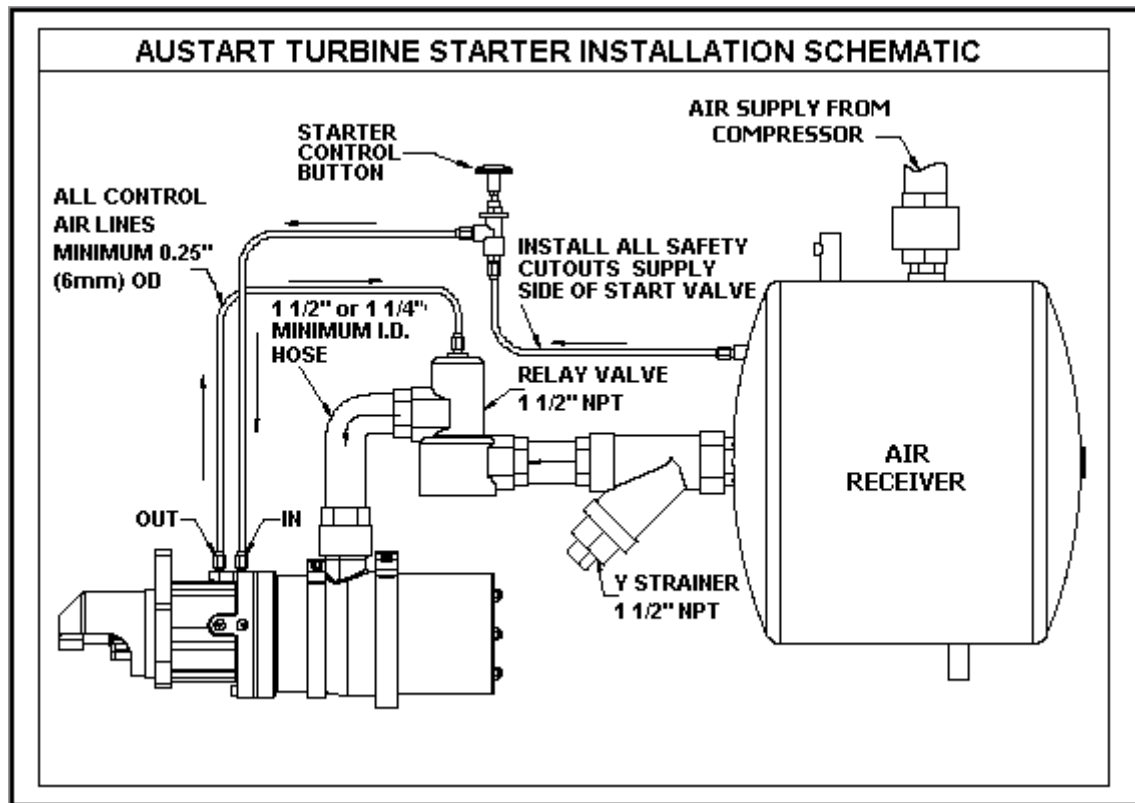 AUSTART TURBINE STARTER INSTALLATION SCHEMATIC
AIR SUPPLY FROM
COMPRESSOR
STARTER
CONTROL
BUTTON
ALL CONTROL
AIR LINES
MINIMUM 0.25"
(6mm) OD
INSTALL ALL SAFETY
CUTOUTS SUPPLY
SIDE OF START VALVE
1 1/2" or 1 1/4"
MINIMUM I.D.
HOSE
RELAY VALVE
1 1/2" NPT
AIR
RECEIVER
OUT
IN
Y STRAINER
1 1/2" NPT